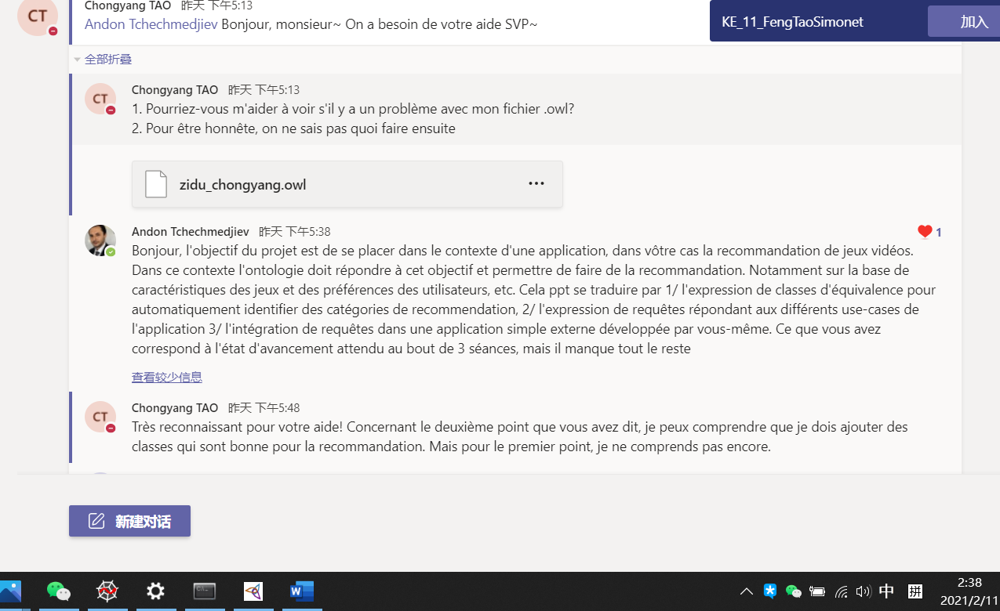 Chongyang TAO 昨天 下午5:13
Andon Tchechmedjiev Bonjour, monsieur~ On a besoin de votre aide SVP~
KE_11_FengTaoSimonet
加入
CT
全部折叠
CT
Chongyang TAO 昨天 下午5:13
1. Pourriez-vous m'aider à voir s'il y a un problème avec mon fichier .owl?
2. Pour être honnête, on ne sais pas quoi faire ensuite
zidu_chongyang.owl
Andon Tchechmedjiev 昨天 下午5:38
1
Bonjour, l'objectif du projet est de se placer dans le contexte d'une application, dans vôtre cas la recommandation de jeux vidéos.
Dans ce contexte l'ontologie doit répondre à cet objectif et permettre de faire de la recommandation. Notamment sur la base de
caractéristiques des jeux et des préférences des utilisateurs, etc. Cela ppt se traduire par 1/ l'expression de classes d'équivalence pour
automatiquement identifier des catégories de recommendation, 2/ l'expression de requêtes répondant aux différents use-cases de
l'application 3/ l'intégration de requêtes dans une application simple externe développée par vous-même. Ce que vous avez
correspond à l'état d'avancement attendu au bout de 3 séances, mais il manque tout le reste
查看较少信息
CT
Chongyang TAO 昨天 下午5:48
Très reconnaissant pour votre aide! Concernant le deuxième point que vous avez dit, je peux comprendre que je dois ajouter des
classes qui sont bonne pour la recommandation. Mais pour le premier point, je ne comprends pas encore.
新建对话
W
中
拼
2:38
2021/2/11